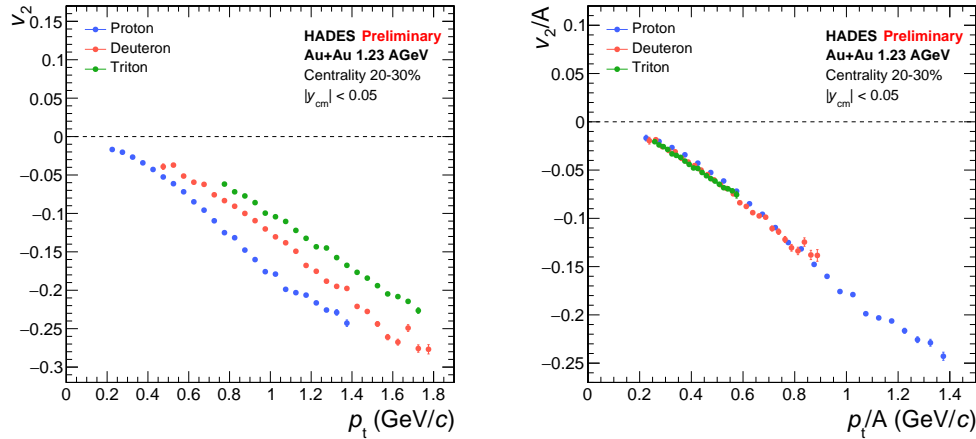 v₂
0.15
0.1
0.05
0
−0.05
−0.1
−0.15
−0.2
−0.25
−0.3
Proton
Deuteron
Triton
HADES Preliminary
Au+Au 1.23 AGeV
Centrality 20-30%
|y_cm| < 0.05
0 0.2 0.4 0.6 0.8 1 1.2 1.4 1.6 1.8
p_t (GeV/c)
v₂/A
0.1
0.05
0
−0.05
−0.1
−0.15
−0.2
−0.25
Proton
Deuteron
Triton
HADES Preliminary
Au+Au 1.23 AGeV
Centrality 20-30%
|y_cm| < 0.05
0 0.2 0.4 0.6 0.8 1 1.2 1.4
p_t/A (GeV/c)